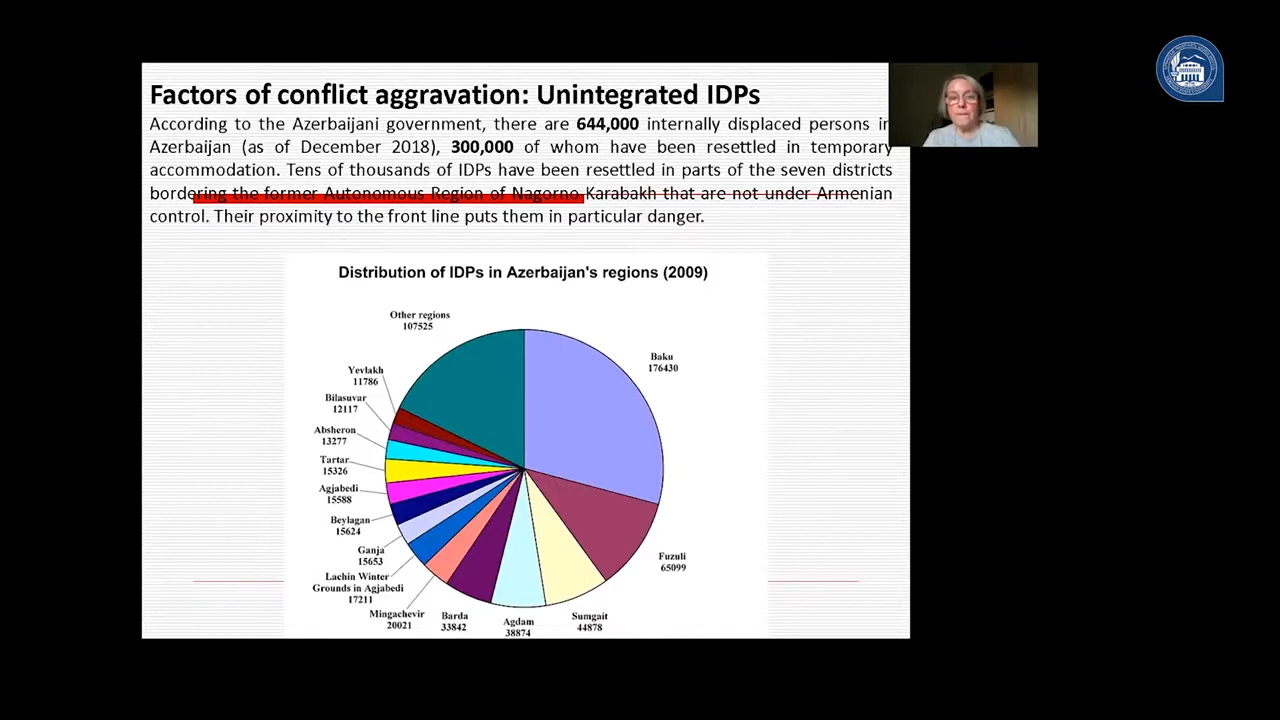 Factors of conflict aggravation: Unintegrated IDPs
According to the Azerbaijani government, there are 644,000 internally displaced persons in
Azerbaijan (as of December 2018), 300,000 of whom have been resettled in temporary
accommodation. Tens of thousands of IDPs have been resettled in parts of the seven districts
bordering the former Autonomous Region of Nagorno Karabakh that are not under Armenian
control. Their proximity to the front line puts them in particular danger.
Distribution of IDPs in Azerbaijan's regions (2009)
Other regions
107525
Baku
176430
Yevlakh
11786
Bilasuvar
12117
Absheron
13277
Tartar
15326
Agjabedi
15588
Beylagan
15624
Ganja
15653
Lachin Winter
Grounds in Agjabedi
17211
Mingachevir
20021
Barda
33842
Agdam
38874
Sumgait
44878
Fuzuli
65099